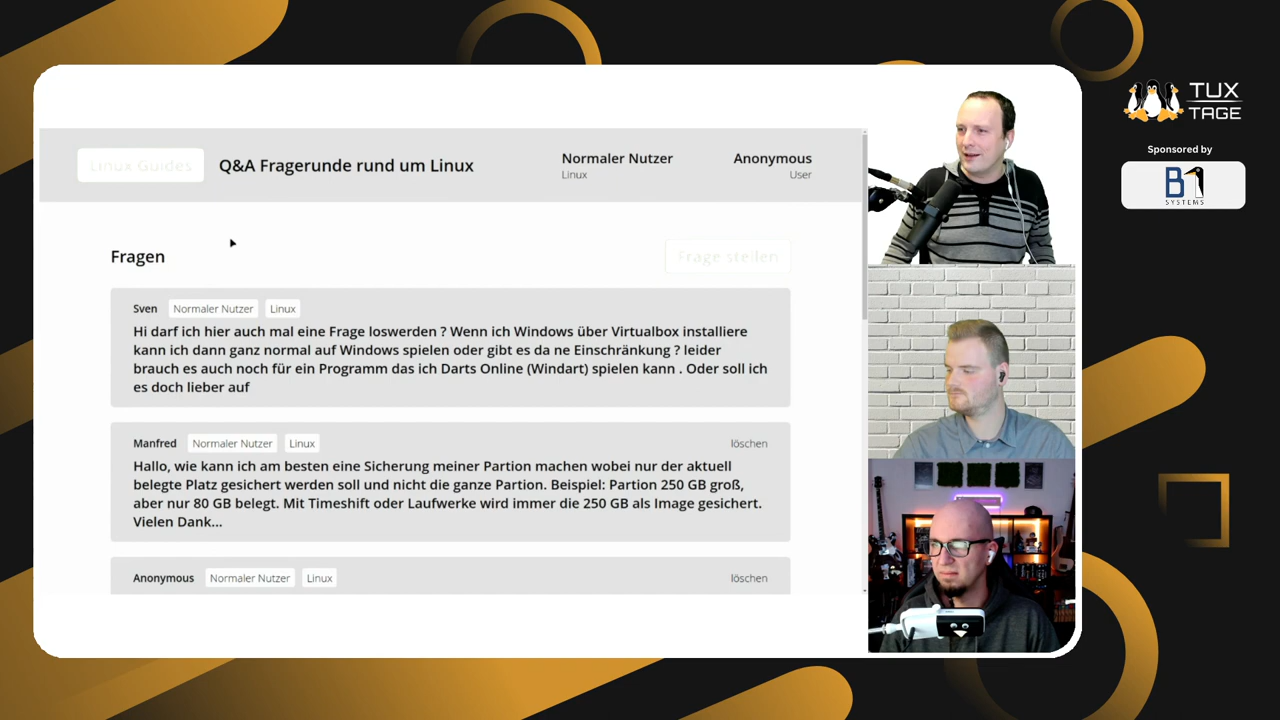 Linux Guides
Q&A Fragerunde rund um Linux
Normaler Nutzer
Linux
Anonymous
User
Fragen
Frage stellen
Sven Normaler Nutzer Linux
Hi darf ich hier auch mal eine Frage loswerden ? Wenn ich Windows über Virtualbox installiere
kann ich dann ganz normal auf Windows spielen oder gibt es da ne Einschränkung ? leider
brauch es auch noch für ein Programm das ich Darts Online (Windart) spielen kann . Oder soll ich
es doch lieber auf
Manfred Normaler Nutzer Linux löschen
Hallo, wie kann ich am besten eine Sicherung meiner Partion machen wobei nur der aktuell
belegte Platz gesichert werden soll und nicht die ganze Partion. Beispiel: Partion 250 GB groß,
aber nur 80 GB belegt. Mit Timeshift oder Laufwerke wird immer die 250 GB als Image gesichert.
Vielen Dank...
Anonymous Normaler Nutzer Linux löschen
TUX
TAGE
Sponsored by
B1
SYSTEMS